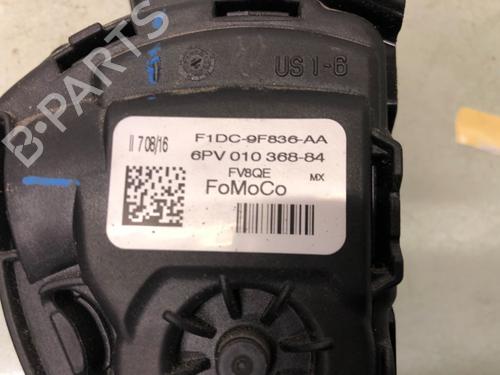 US 1-6
II 7 08/16
F1DC-9F836-AA
6PV 010 368-84
FV8QE MX
FoMoCo
B-Parts